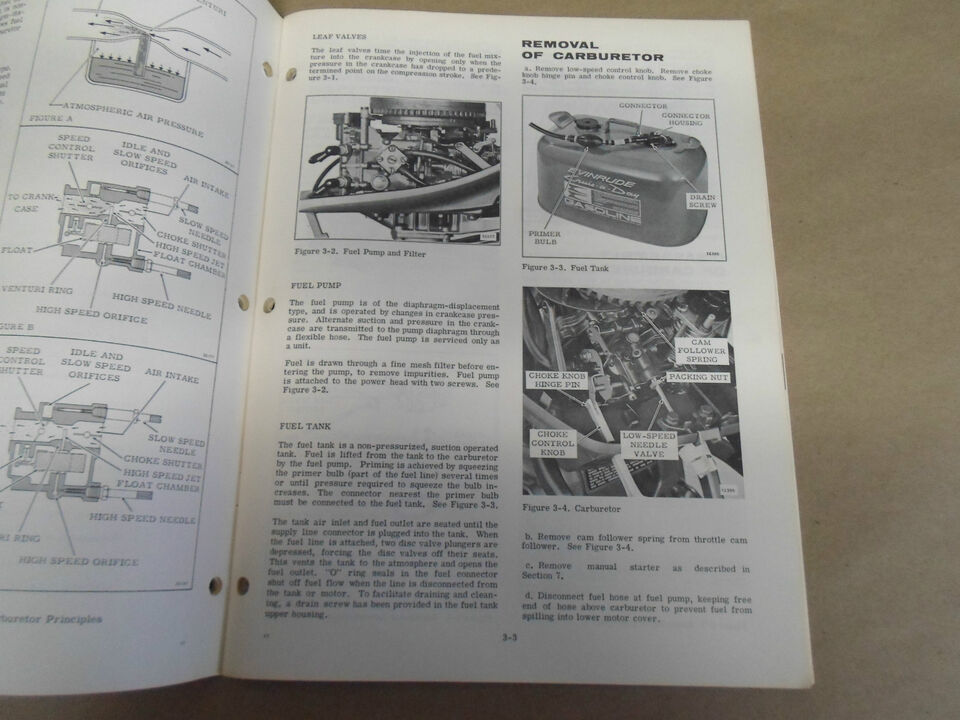 ENTURI
ATMOSPHERIC AIR PRESSURE
FIGURE A
SPEED
CONTROL
SHUTTER
IDLE AND
SLOW SPEED
ORIFICES
AIR INTAKE
TO CRANK-
CASE
SLOW SPEED
NEEDLE
CHOKE SHUTTER
HIGH SPEED JET
FLOAT CHAMBER
FLOAT
VENTURI RING
HIGH SPEED NEEDLE
HIGH SPEED ORIFICE
GURE B
SPEED
CONTROL
SHUTTER
IDLE AND
SLOW SPEED
ORIFICES
AIR INTAKE
SLOW SPEED
NEEDLE
CHOKE SHUTTER
HIGH SPEED JET
FLOAT CHAMBER
HIGH SPEED NEEDLE
RI RING
HIGH SPEED ORIFICE
rburetor Principles
LEAF VALVES
The leaf valves time the injection of the fuel mix-
ture into the crankcase by opening only when the
pressure in the crankcase has dropped to a prede-
termined point on the compression stroke. See Fig-
ure 3-1.
Figure 3-2. Fuel Pump and Filter
FUEL PUMP
The fuel pump is of the diaphragm-displacement
type, and is operated by changes in crankcase pres-
sure. Alternate suction and pressure in the crank-
case are transmitted to the pump diaphragm through
a flexible hose. The fuel pump is serviced only as
a unit.
Fuel is drawn through a fine mesh filter before en-
tering the pump, to remove impurities. Fuel pump
is attached to the power head with two screws. See
Figure 3-2.
FUEL TANK
The fuel tank is a non-pressurized, suction operated
tank. Fuel is lifted from the tank to the carburetor
by the fuel pump. Priming is achieved by squeezing
the primer bulb (part of the fuel line) several times
or until pressure required to squeeze the bulb in-
creases. The connector nearest the primer bulb
must be connected to the fuel tank. See Figure 3-3.
The tank air inlet and fuel outlet are seated until the
supply line connector is plugged into the tank. When
the fuel line is attached, two disc valve plungers are
depressed, forcing the disc valves off their seats.
This vents the tank to the atmosphere and opens the
fuel outlet. "O" ring seals in the fuel connector
shut off fuel flow when the line is disconnected from
the tank or motor. To facilitate draining and clean-
ing, a drain screw has been provided in the fuel tank
upper housing.
REMOVAL
OF CARBURETOR
a. Remove low-speed control knob. Remove choke
knob hinge pin and choke control knob. See Figure
3-4.
CONNECTOR
CONNECTOR
HOUSING
EVINRUDE
Cruis-a-Day
GASOLINE
DRAIN
SCREW
PRIMER
BULB
Figure 3-3. Fuel Tank
CAM
FOLLOWER
SPRING
CHOKE KNOB
HINGE PIN
PACKING NUT
CHOKE
CONTROL
KNOB
LOW-SPEED
NEEDLE
VALVE
Figure 3-4. Carburetor
b. Remove cam follower spring from throttle cam
follower. See Figure 3-4.
c. Remove manual starter as described in
Section 7.
d. Disconnect fuel hose at fuel pump, keeping free
end of hose above carburetor to prevent fuel from
spilling into lower motor cover.
3-3